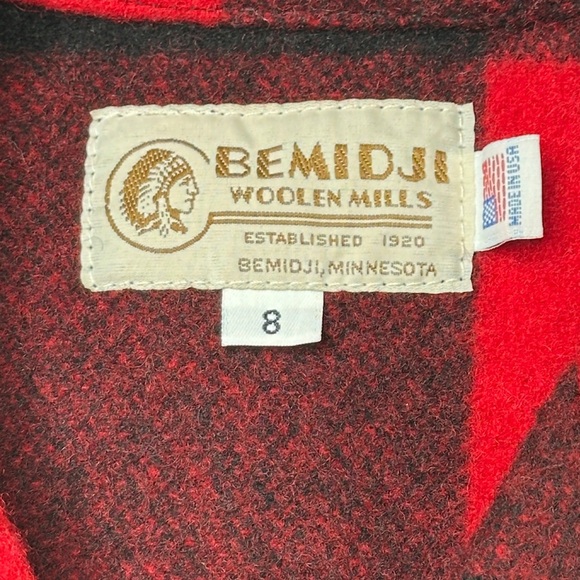 BEMIDJI
WOOLEN MILLS
ESTABLISHED 1920
BEMIDJI, MINNESOTA
MADE IN USA
8